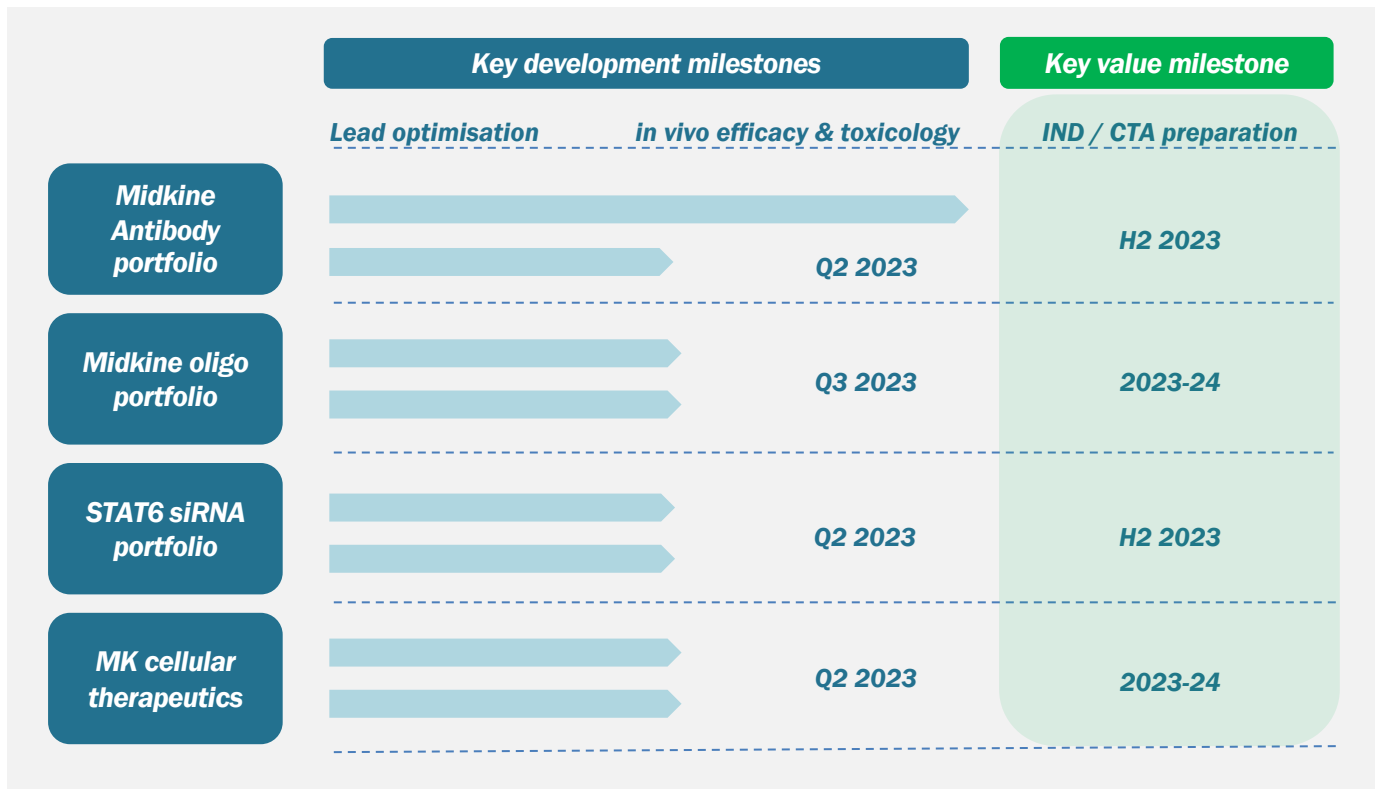 Key development milestones
Key value milestone
Lead optimisation
in vivo efficacy & toxicology
IND / CTA preparation
Midkine
Antibody
portfolio
Q2 2023
H2 2023
Midkine oligo
portfolio
Q3 2023
2023-24
STAT6 siRNA
portfolio
Q2 2023
H2 2023
MK cellular
therapeutics
Q2 2023
2023-24